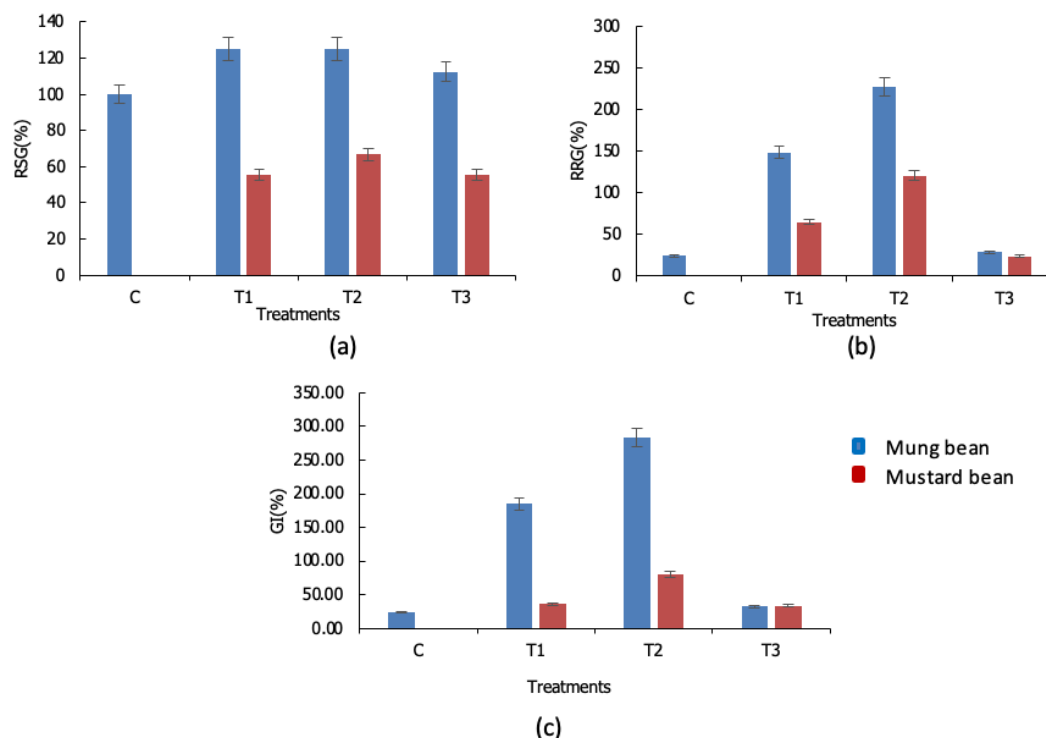 140
120
100
80
60
40
20
0
RSG(%)
C T1 T2 T3
Treatments
(a)
300
250
200
150
100
50
0
RRG(%)
C T1 T2 T3
Treatments
(b)
350.00
300.00
250.00
200.00
150.00
100.00
50.00
0.00
GI(%)
C T1 T2 T3
Treatments
(c)
Mung bean
Mustard bean